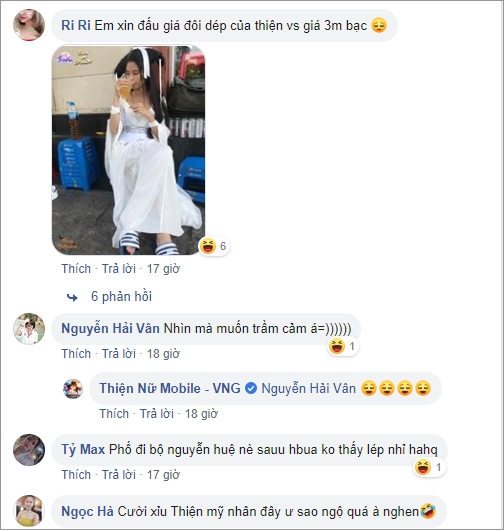 Ri Ri Em xin đấu giá đôi dép của thiện vs giá 3m bạc 😌
😆 6
Thích · Trả lời · 17 giờ
6 phản hồi
Nguyễn Hải Vân Nhìn mà muốn trầm cảm á=))))))
😆 1
Thích · Trả lời · 18 giờ
Thiện Nữ Mobile - VNG Nguyễn Hải Vân 😌😌😌😌
Thích · Trả lời · 18 giờ
Tỷ Max Phố đi bộ nguyễn huệ nè sauu hbua ko thấy lép nhỉ hahq
😆 1
Thích · Trả lời · 17 giờ
Ngọc Hà Cười xỉu Thiện mỹ nhân đây ư sao ngộ quá à nghen🤣